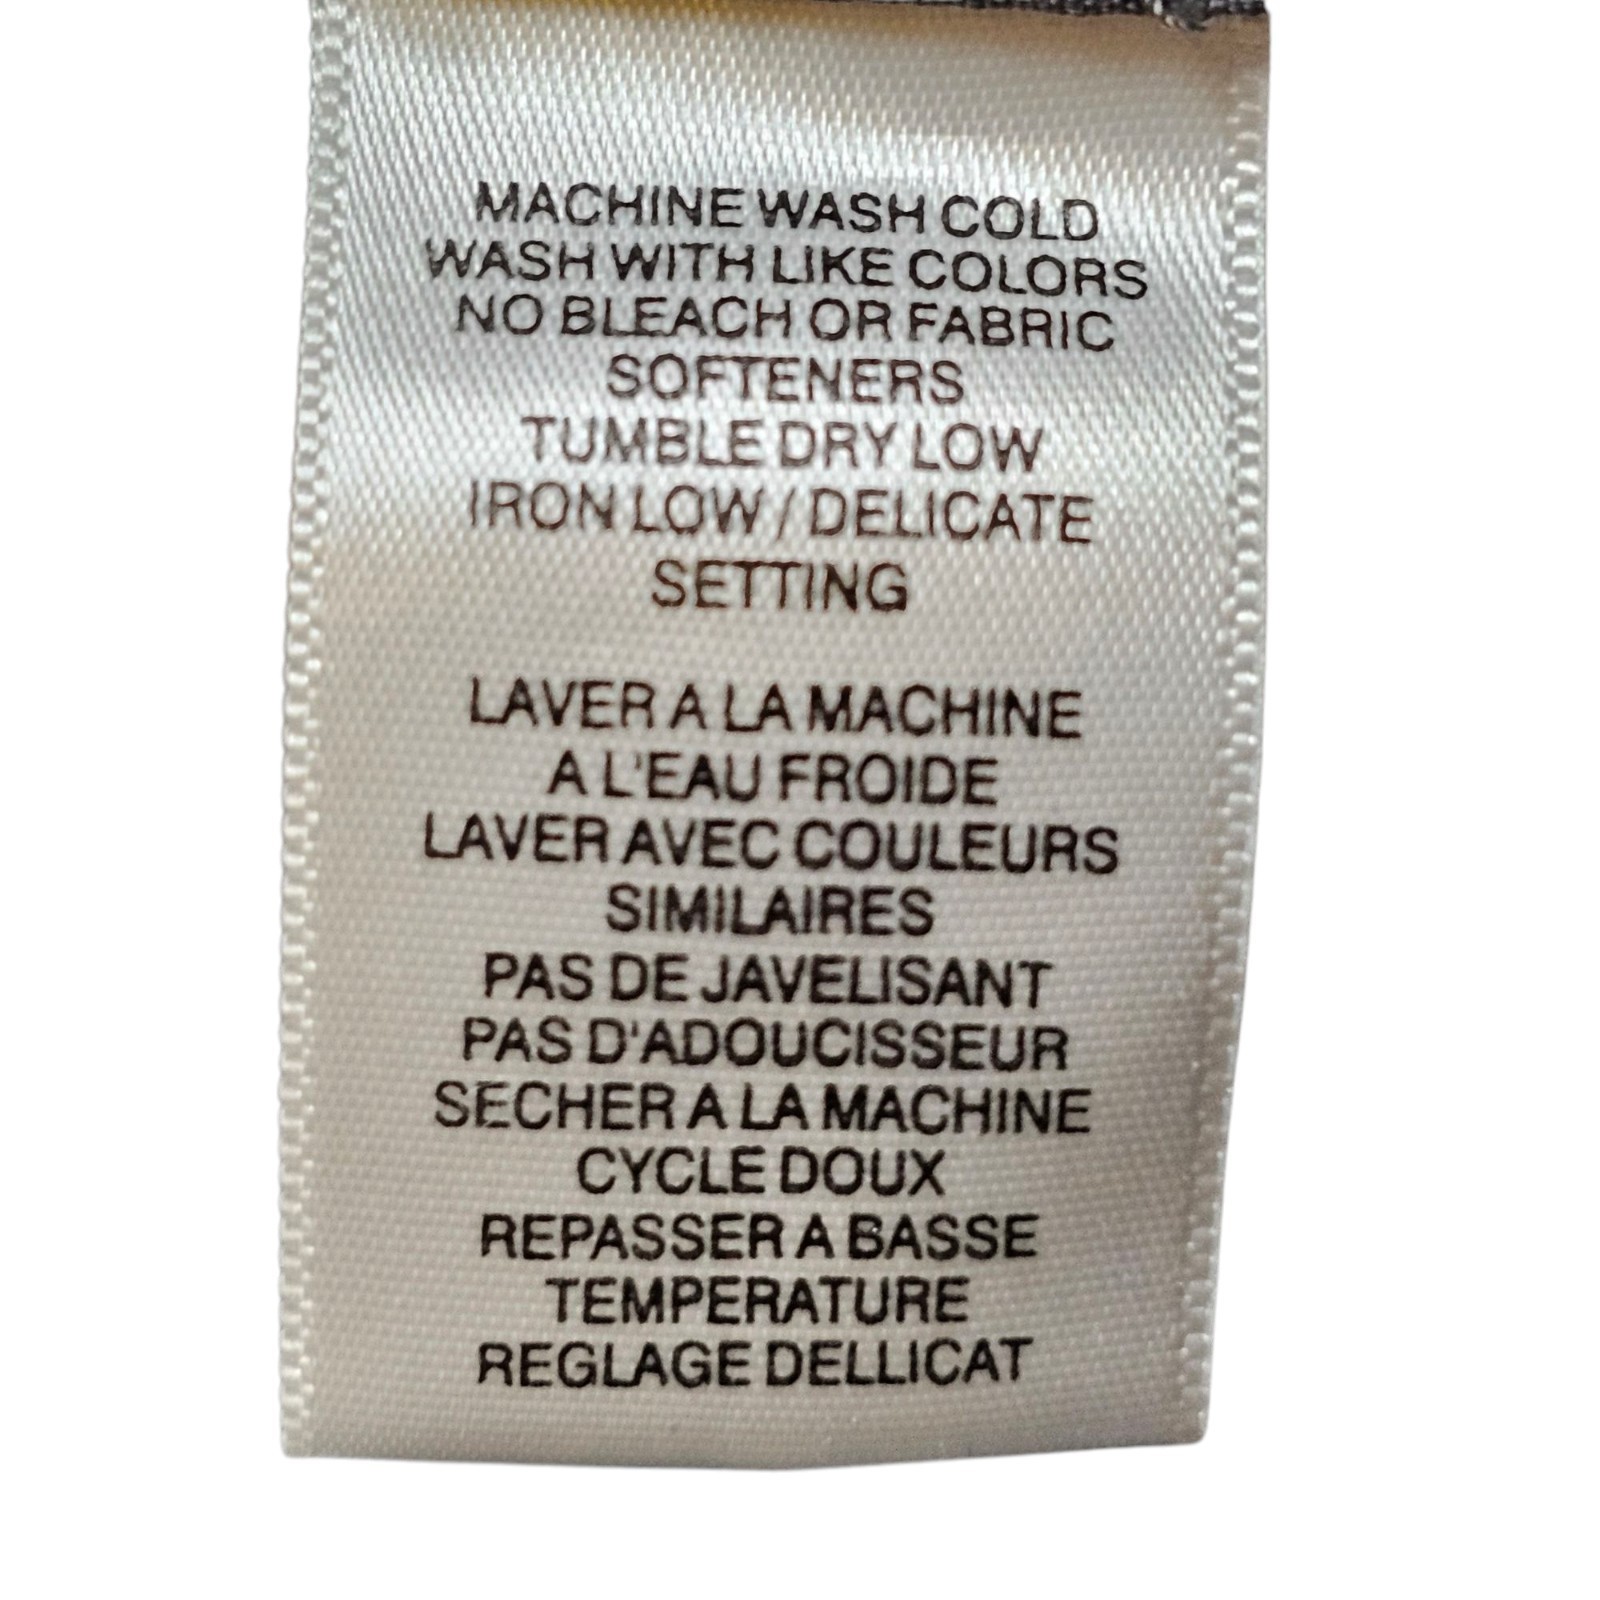 MACHINE WASH COLD
WASH WITH LIKE COLORS
NO BLEACH OR FABRIC
SOFTENERS
TUMBLE DRY LOW
IRON LOW / DELICATE
SETTING
LAVER A LA MACHINE
A L'EAU FROIDE
LAVER AVEC COULEURS
SIMILAIRES
PAS DE JAVELISANT
PAS D'ADOUCISSEUR
SECHER A LA MACHINE
CYCLE DOUX
REPASSER A BASSE
TEMPERATURE
REGLAGE DELLICAT